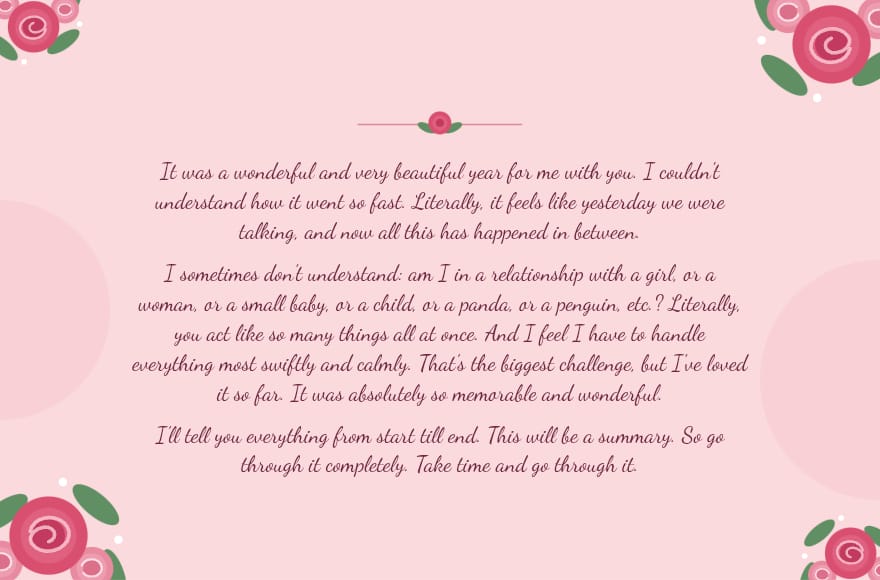 It was a wonderful and very beautiful year for me with you. I couldn't
understand how it went so fast. Literally, it feels like yesterday we were
talking, and now all this has happened in between.
I sometimes don't understand: am I in a relationship with a girl, or a
woman, or a small baby, or a child, or a panda, or a penguin, etc.? Literally,
you act like so many things all at once. And I feel I have to handle
everything most swiftly and calmly. That's the biggest challenge, but I've loved
it so far. It was absolutely so memorable and wonderful.
I'll tell you everything from start till end. This will be a summary. So go
through it completely. Take time and go through it.